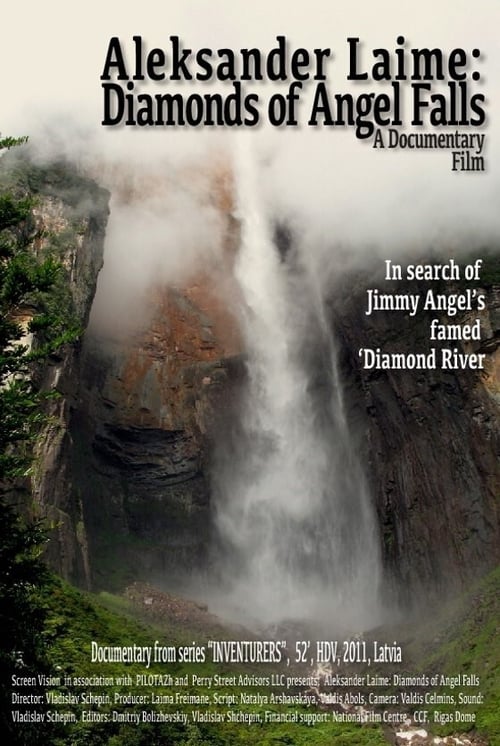 Aleksander Laime:
Diamonds of Angel Falls
A Documentary
Film
In search of
Jimmy Angel's
famed
'Diamond River
Documentary from series "INVENTURERS", 52', HDV, 2011, Latvia
Screen Vision in association with PILOTAZh and Perry Street Advisors LLC presents, Aleksander Laime: Diamonds of Angel Falls
Director: Vladislav Schepin, Producer: Laima Freimane, Script: Natalya Arshavskaya, Valdis Abols, Camera: Valdis Celmins, Sound:
Vladislav Schepin, Editors: Dmitriy Bolizhevskiy, Vladislav Shchepin, Financial support: National Film Centre, CCF, Rigas Dome